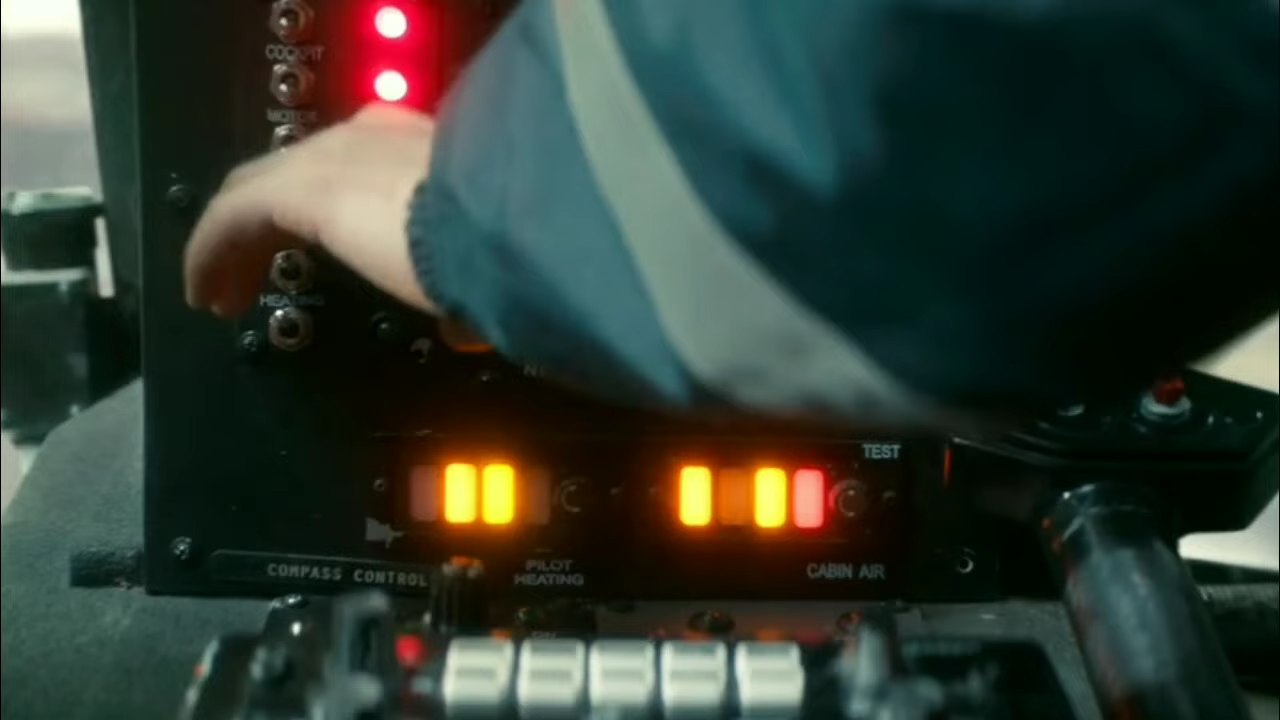 COCKPIT
MOTOR
HEATING
TEST
PILOT
HEATING
CABIN AIR
COMPASS CONTROL